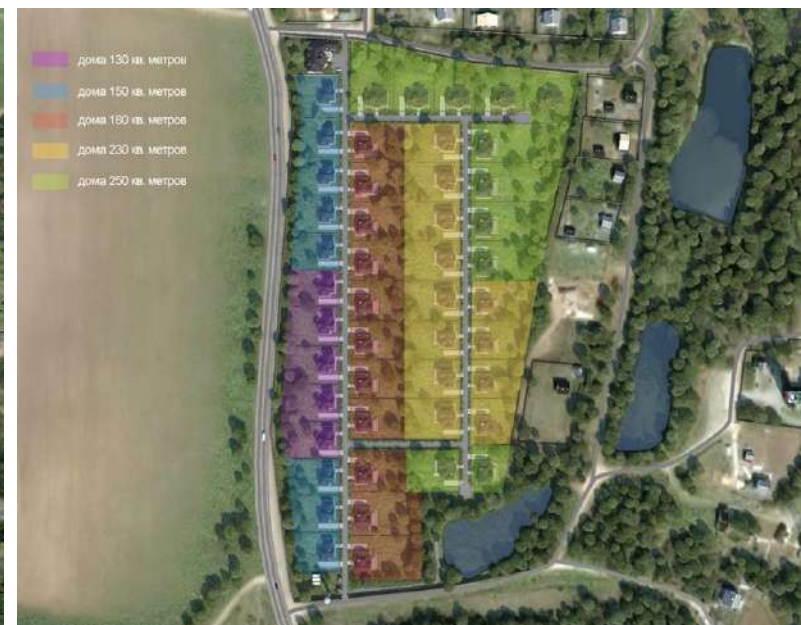 дома 130 кв. метров
дома 150 кв. метров
дома 180 кв. метров
дома 230 кв. метров
дома 250 кв. метров